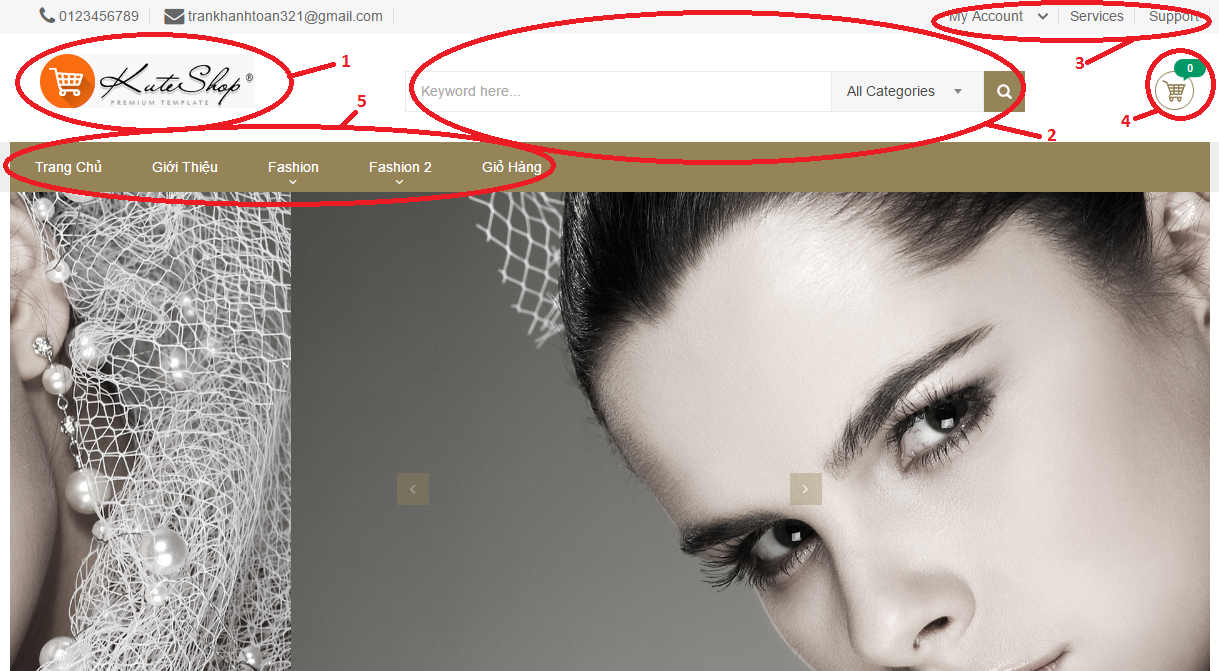 0123456789 trankhanhtoan321@gmail.com My Account Services Support
KuteShop®
PREMIUM TEMPLATE
1
Keyword here... All Categories
3
0
5
4
2
Trang Chủ Giới Thiệu Fashion Fashion 2 Giỏ Hàng